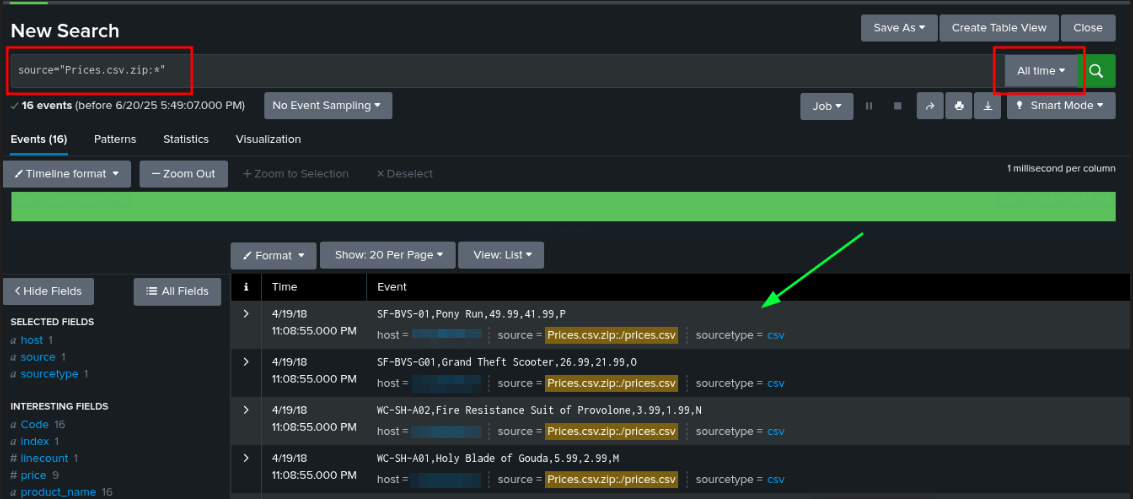 New Search
Save As Create Table View Close
source="Prices.csv.zip:*"
All time
16 events (before 6/20/25 5:49:07.000 PM)
No Event Sampling
Job
Smart Mode
Events (16) Patterns Statistics Visualization
Timeline format — Zoom Out + Zoom to Selection × Deselect
1 millisecond per column
Format Show: 20 Per Page View: List
< Hide Fields All Fields
i Time Event
SELECTED FIELDS
a host 1
a source 1
a sourcetype 1
INTERESTING FIELDS
a Code 16
a index 1
# linecount 1
# price 9
a product_name 16
4/19/18
11:08:55.000 PM
SF-BVS-01,Pony Run,49.99,41.99,P
host = source = Prices.csv.zip:./prices.csv sourcetype = csv
4/19/18
11:08:55.000 PM
SF-BVS-G01,Grand Theft Scooter,26.99,21.99,O
host = source = Prices.csv.zip:./prices.csv sourcetype = csv
4/19/18
11:08:55.000 PM
WC-SH-A02,Fire Resistance Suit of Provolone,3.99,1.99,N
host = source = Prices.csv.zip:./prices.csv sourcetype = csv
4/19/18
11:08:55.000 PM
WC-SH-A01,Holy Blade of Gouda,5.99,2.99,M
host = source = Prices.csv.zip:./prices.csv sourcetype = csv